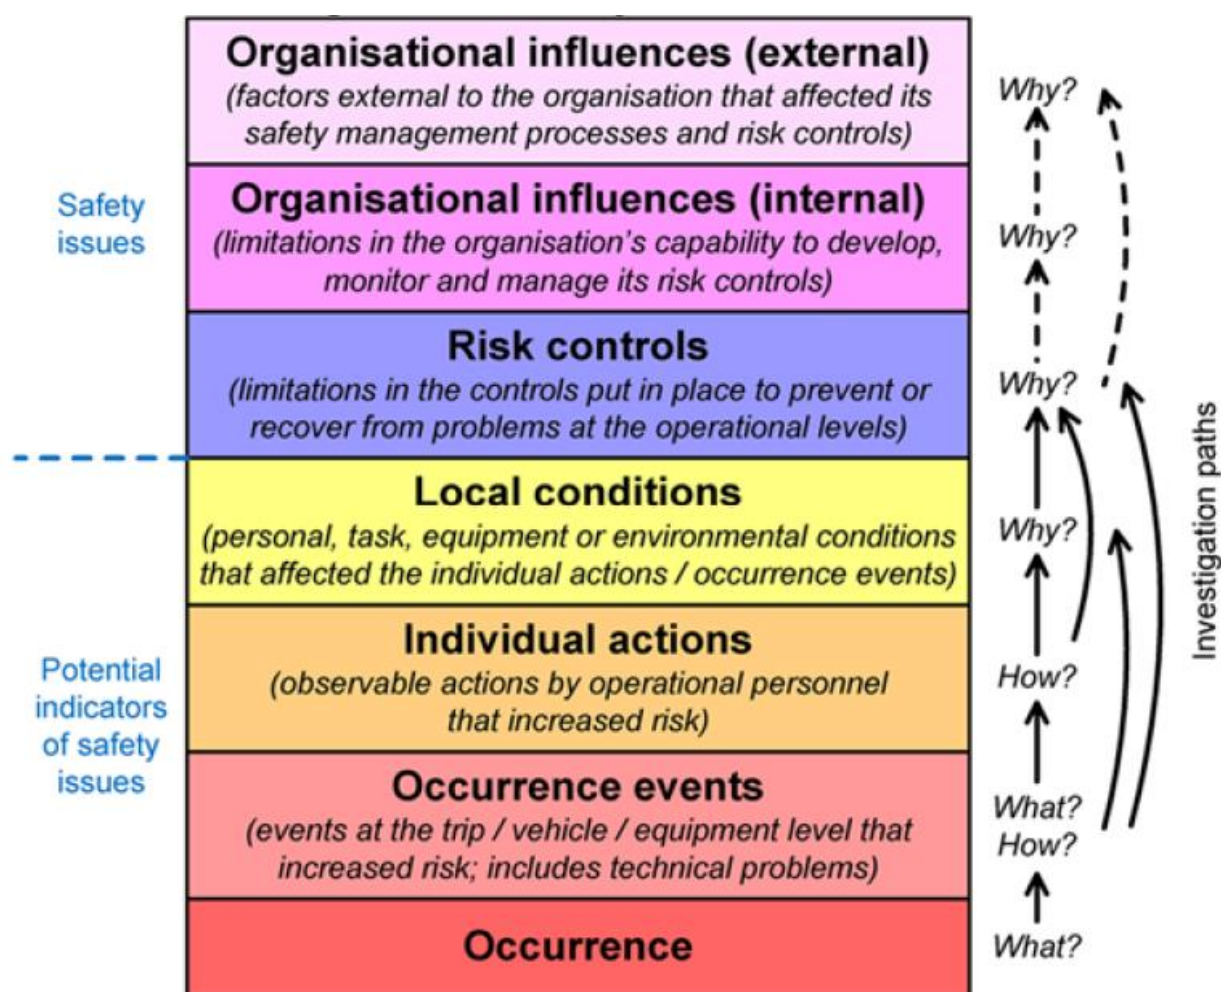 Organisational influences (external)
(factors external to the organisation that affected its
safety management processes and risk controls)
Why?
Safety
issues
Organisational influences (internal)
(limitations in the organisation's capability to develop,
monitor and manage its risk controls)
Why?
Risk controls
(limitations in the controls put in place to prevent or
recover from problems at the operational levels)
Why?
Local conditions
(personal, task, equipment or environmental conditions
that affected the individual actions / occurrence events)
Why?
Investigation paths
Potential
indicators
of safety
issues
Individual actions
(observable actions by operational personnel
that increased risk)
How?
Occurrence events
(events at the trip / vehicle / equipment level that
increased risk; includes technical problems)
What?
How?
Occurrence
What?